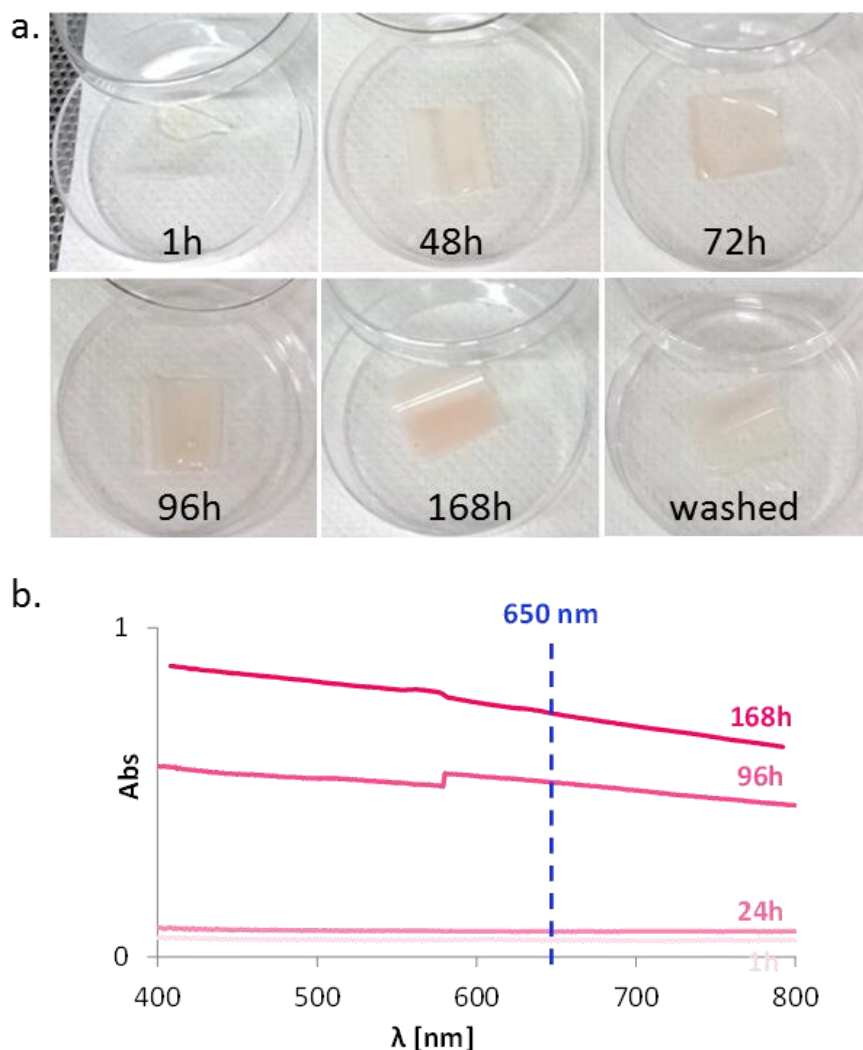 a.
1h
48h
72h
96h
168h
washed
b.
650 nm
1
168h
96h
Abs
24h
1h
0
400
500
600
700
800
λ [nm]